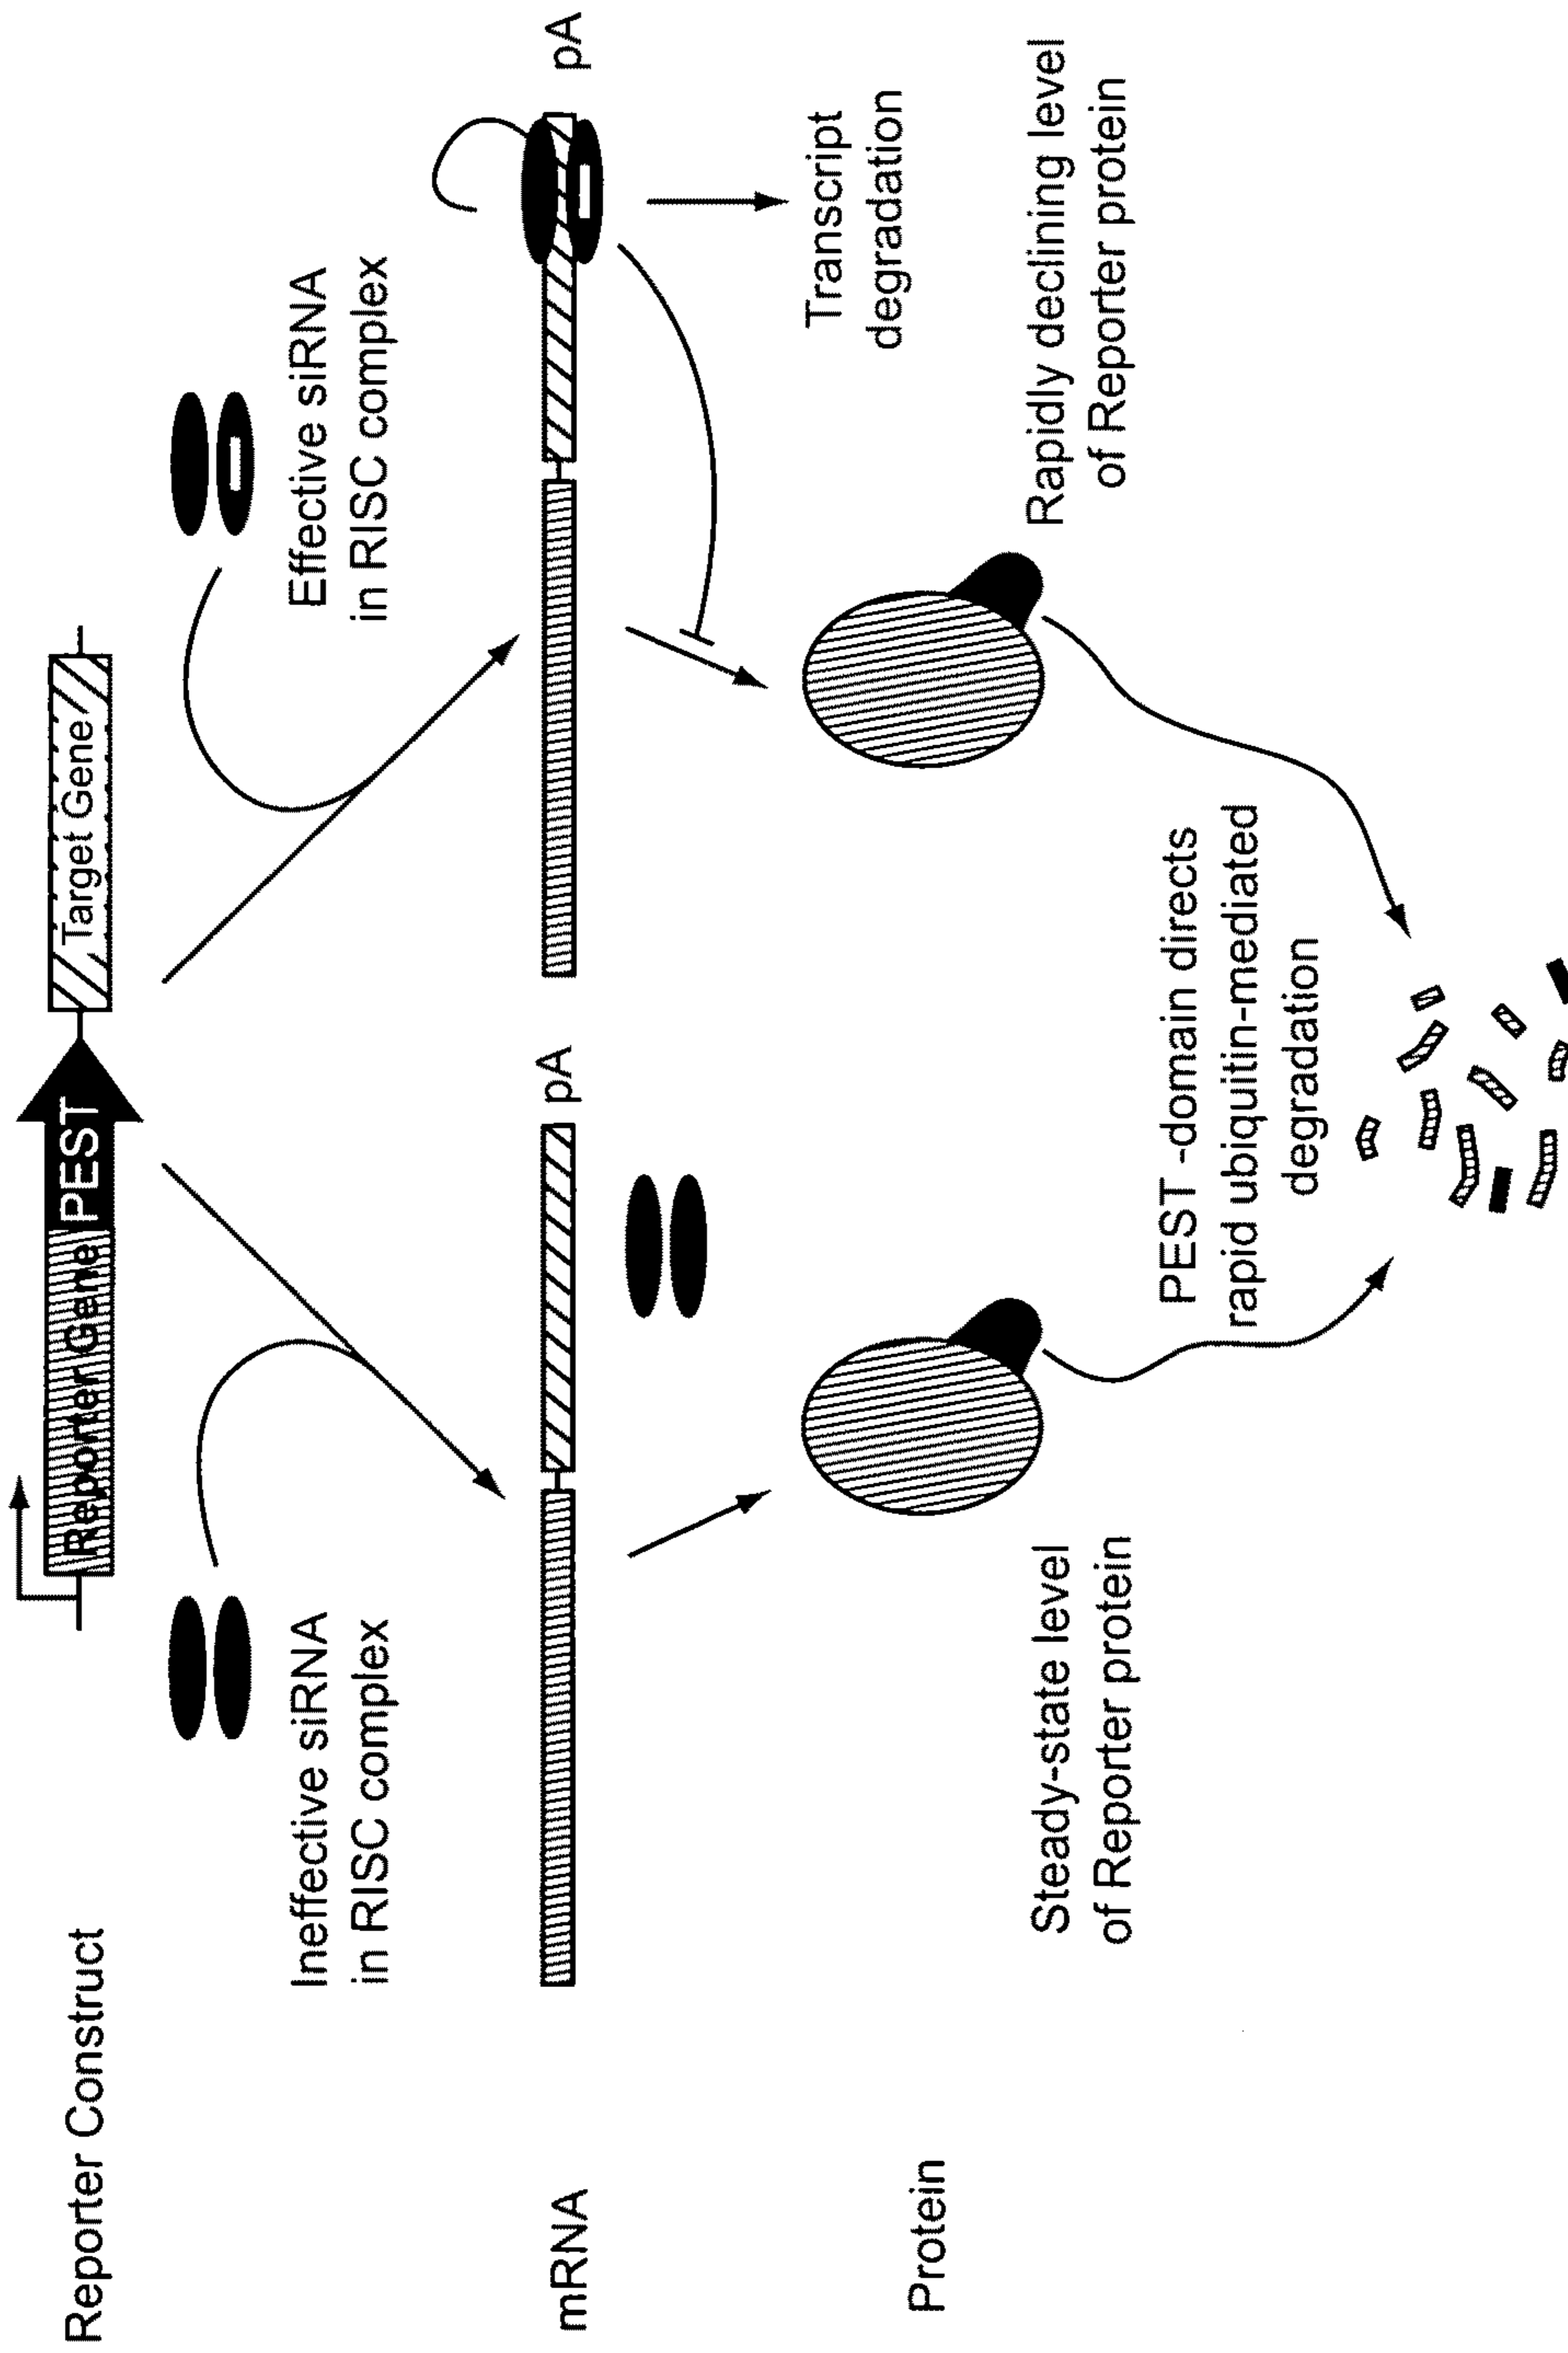 Reporter Construct
Reporter Gene PEST
Target Gene
Ineffective siRNA
in RISC complex
Effective siRNA
in RISC complex
mRNA
pA
pA
Transcript
degradation
Protein
Steady-state level
of Reporter protein
Rapidly declining level
of Reporter protein
PEST -domain directs
rapid ubiquitin-mediated
degradation